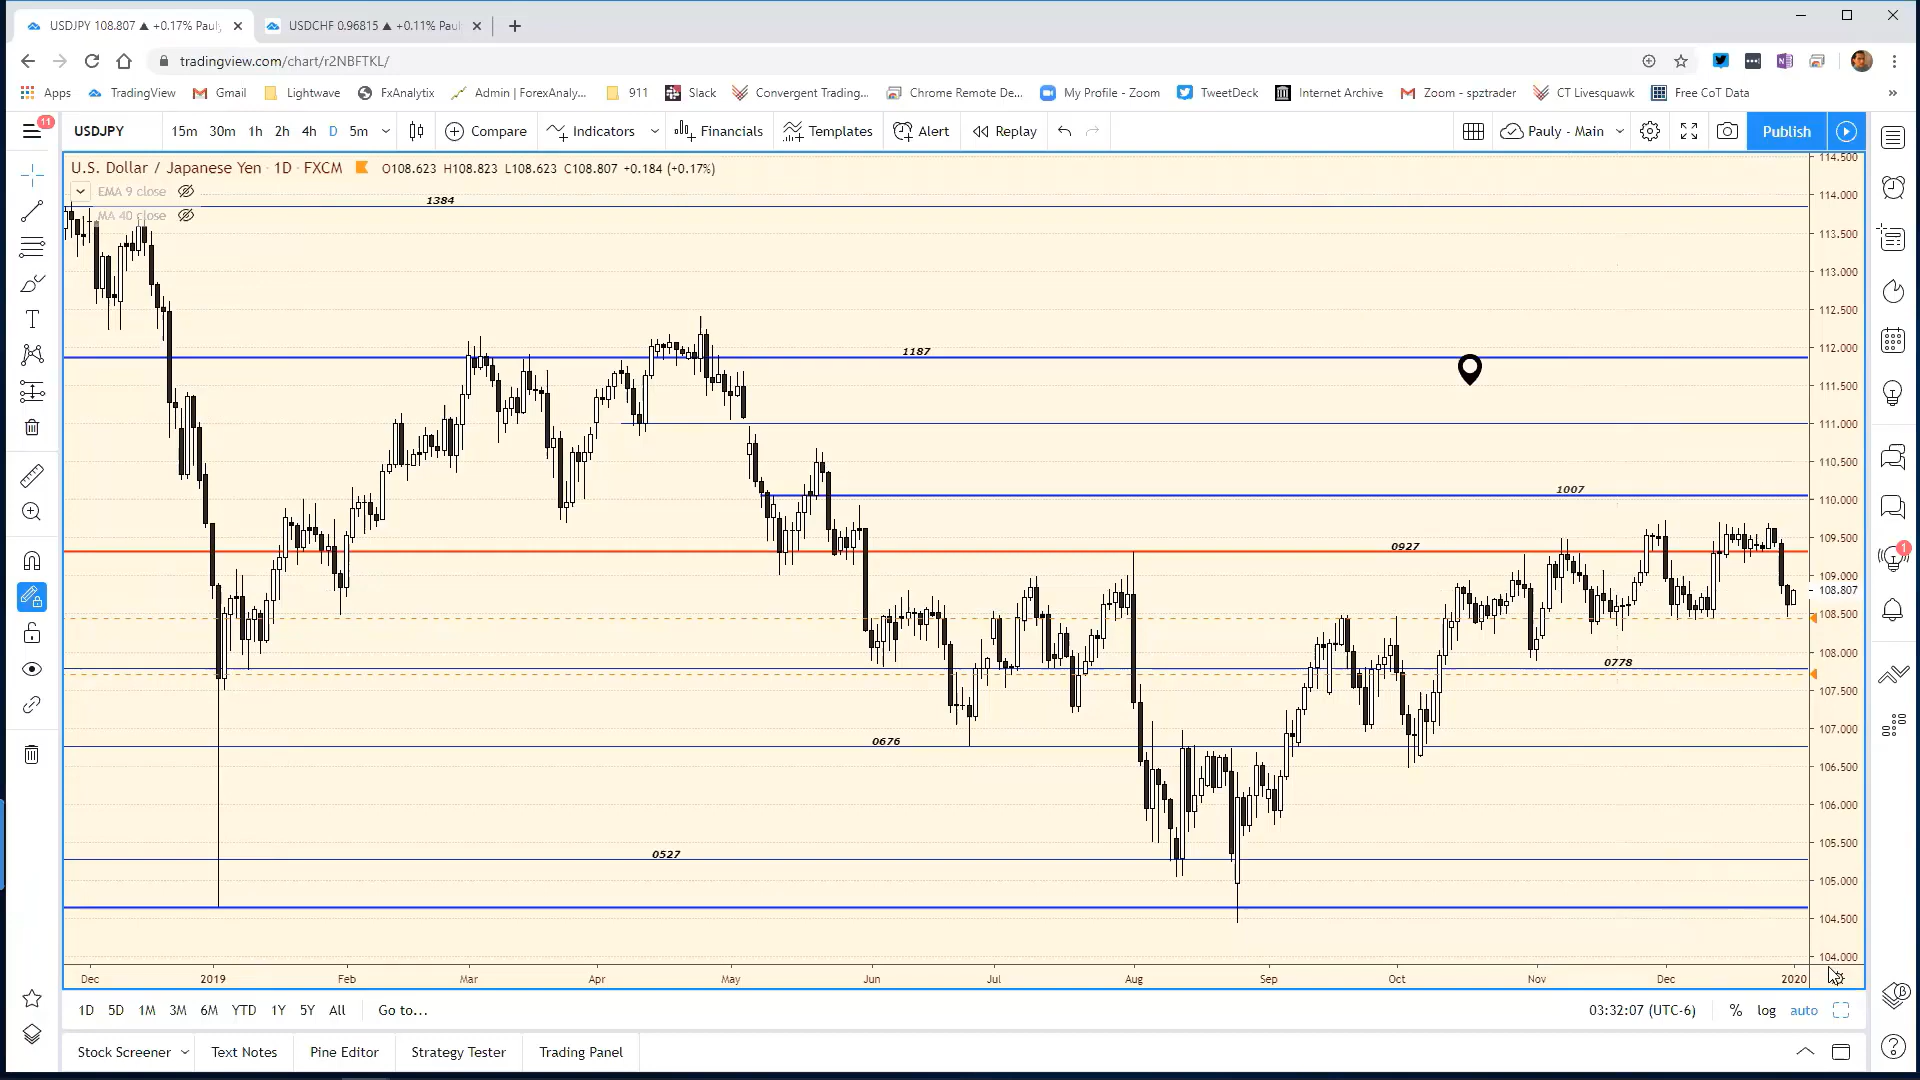 USDJPY 108.807 ▲ +0.17% Pauly
USDCHF 0.96815 ▲ +0.11% Paul
tradingview.com/chart/r2NBFTKL/
Apps TradingView Gmail Lightwave FxAnalytix Admin | ForexAnaly... 911 Slack Convergent Trading... Chrome Remote De... My Profile - Zoom TweetDeck Internet Archive Zoom - spztrader CT Livesquawk Free CoT Data »
11
USDJPY 15m 30m 1h 2h 4h D 5m Compare Indicators Financials Templates Alert Replay Pauly - Main Publish
U.S. Dollar / Japanese Yen · 1D · FXCM O108.623 H108.823 L108.623 C108.807 +0.184 (+0.17%)
EMA 9 close
MA 40 close
114.500
114.000
113.500
113.000
112.500
112.000
111.500
111.000
110.500
110.000
109.500
109.000
108.807
108.500
108.000
107.500
107.000
106.500
106.000
105.500
105.000
104.500
104.000
1384
1187
1007
0927
0778
0676
0527
1
Dec 2019 Feb Mar Apr May Jun Jul Aug Sep Oct Nov Dec 2020
1D 5D 1M 3M 6M YTD 1Y 5Y All Go to... 03:32:07 (UTC-6) % log auto
Stock Screener Text Notes Pine Editor Strategy Tester Trading Panel